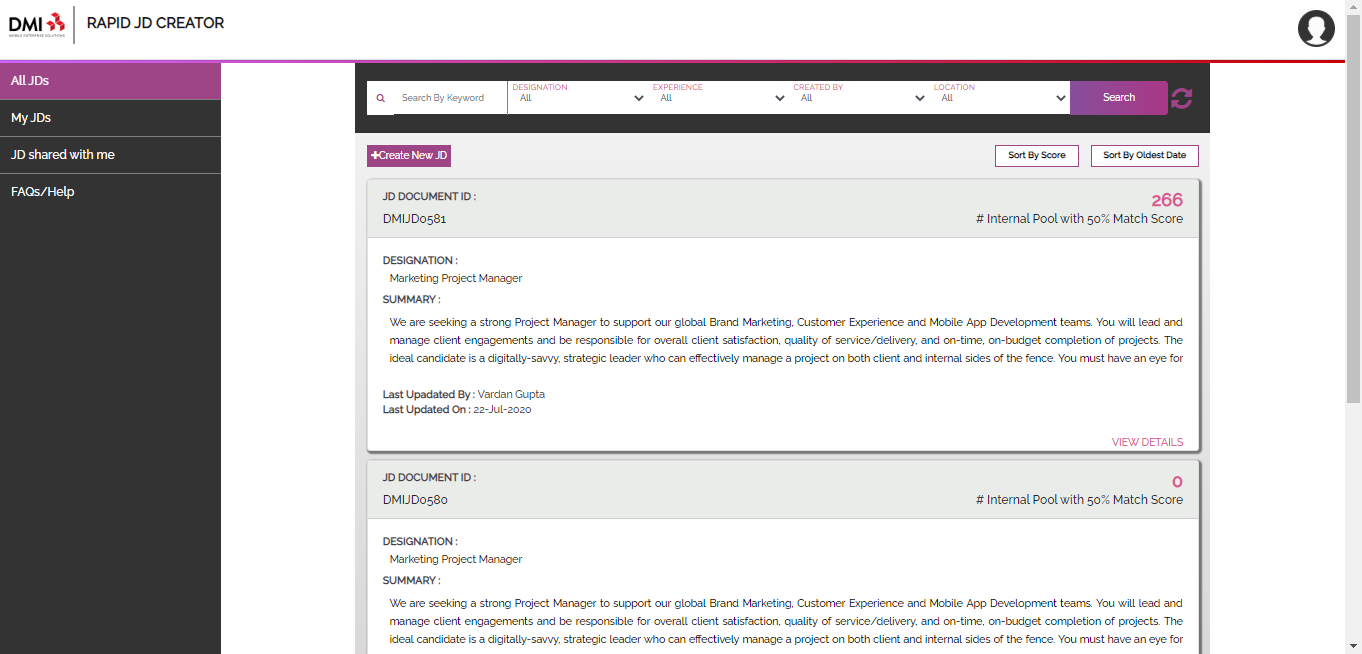 DMI
MOBILE ENTERPRISE SOLUTIONS
RAPID JD CREATOR
All JDs
My JDs
JD shared with me
FAQs/Help
Search By Keyword
DESIGNATION
All
EXPERIENCE
All
CREATED BY
All
LOCATION
All
Search
+Create New JD
Sort By Score
Sort By Oldest Date
JD DOCUMENT ID :
266
DMIJD0581
# Internal Pool with 50% Match Score
DESIGNATION :
Marketing Project Manager
SUMMARY :
We are seeking a strong Project Manager to support our global Brand Marketing, Customer Experience and Mobile App Development teams. You will lead and
manage client engagements and be responsible for overall client satisfaction, quality of service/delivery, and on-time, on-budget completion of projects. The
ideal candidate is a digitally-savvy, strategic leader who can effectively manage a project on both client and internal sides of the fence. You must have an eye for
Last Upadated By : Vardan Gupta
Last Updated On : 22-Jul-2020
VIEW DETAILS
JD DOCUMENT ID :
0
DMIJD0580
# Internal Pool with 50% Match Score
DESIGNATION :
Marketing Project Manager
SUMMARY :
We are seeking a strong Project Manager to support our global Brand Marketing, Customer Experience and Mobile App Development teams. You will lead and
manage client engagements and be responsible for overall client satisfaction, quality of service/delivery, and on-time, on-budget completion of projects. The
ideal candidate is a digitally-savvy, strategic leader who can effectively manage a project on both client and internal sides of the fence. You must have an eye for